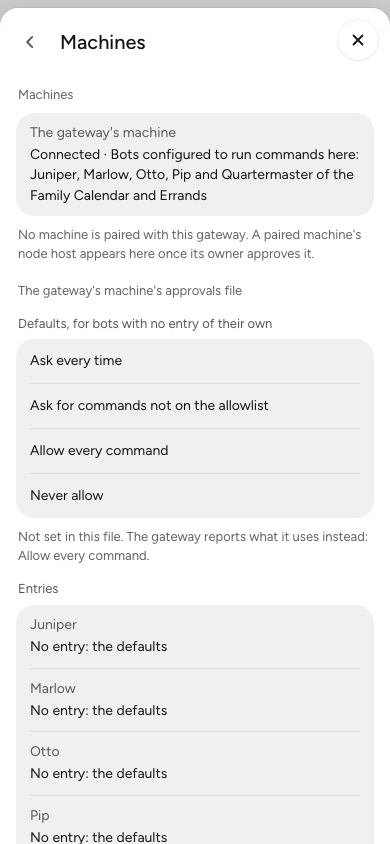 Machines
Machines
The gateway's machine
Connected · Bots configured to run commands here:
Juniper, Marlow, Otto, Pip and Quartermaster of the
Family Calendar and Errands
No machine is paired with this gateway. A paired machine's
node host appears here once its owner approves it.
The gateway's machine's approvals file
Defaults, for bots with no entry of their own
Ask every time
Ask for commands not on the allowlist
Allow every command
Never allow
Not set in this file. The gateway reports what it uses instead:
Allow every command.
Entries
Juniper
No entry: the defaults
Marlow
No entry: the defaults
Otto
No entry: the defaults
Pip
No entry: the defaults